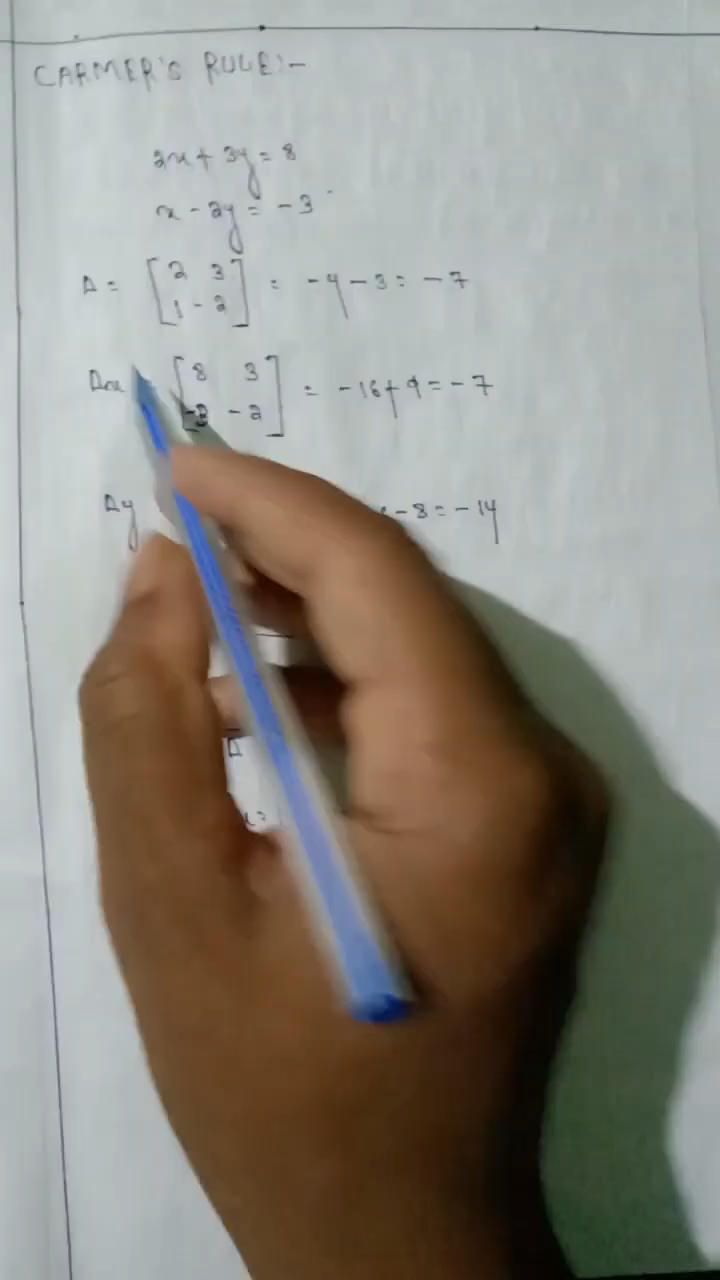 CARMER'S RULE:-
2x + 3y = 8
x - 2y = -3
Δ = [2 3 = -4 - 3 = -7
1 -2]
Δx [8 3 = -16 + 9 = -7
-3 -2]
Δy - 8 = -14
Δ
x =